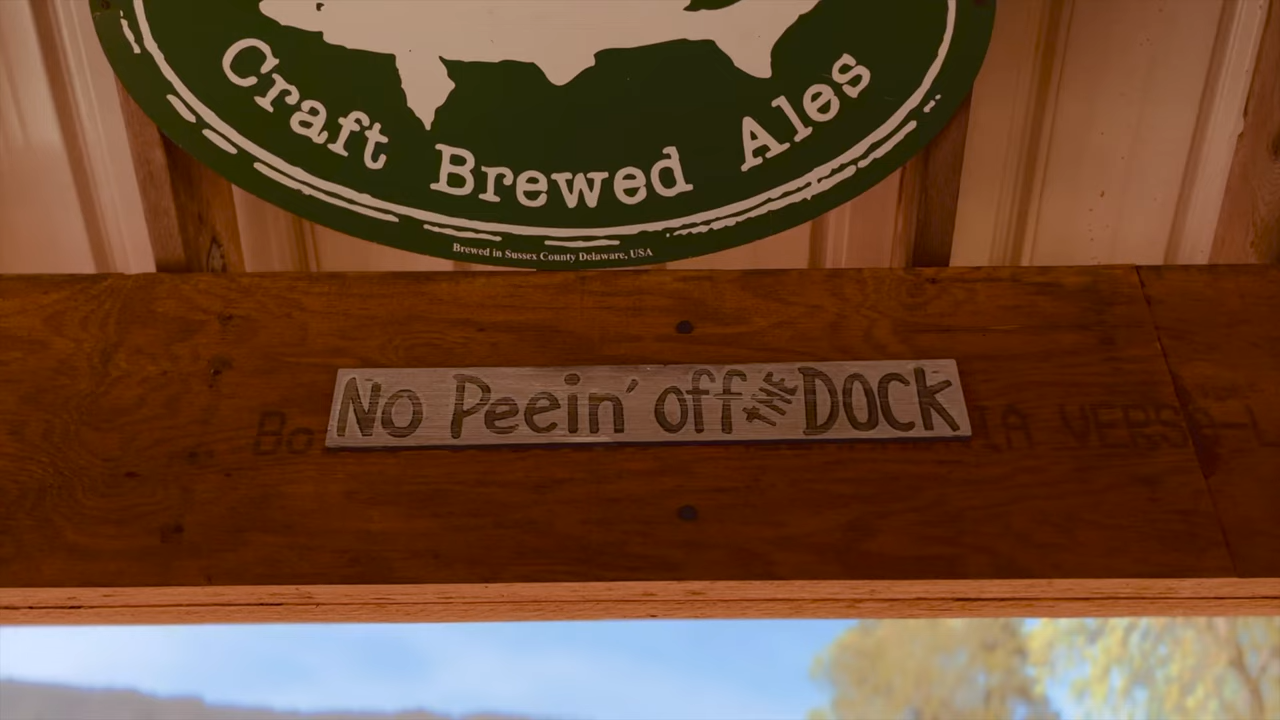 Craft Brewed Ales
Brewed in Sussex County Delaware, USA
No Peein' off THE DOCK